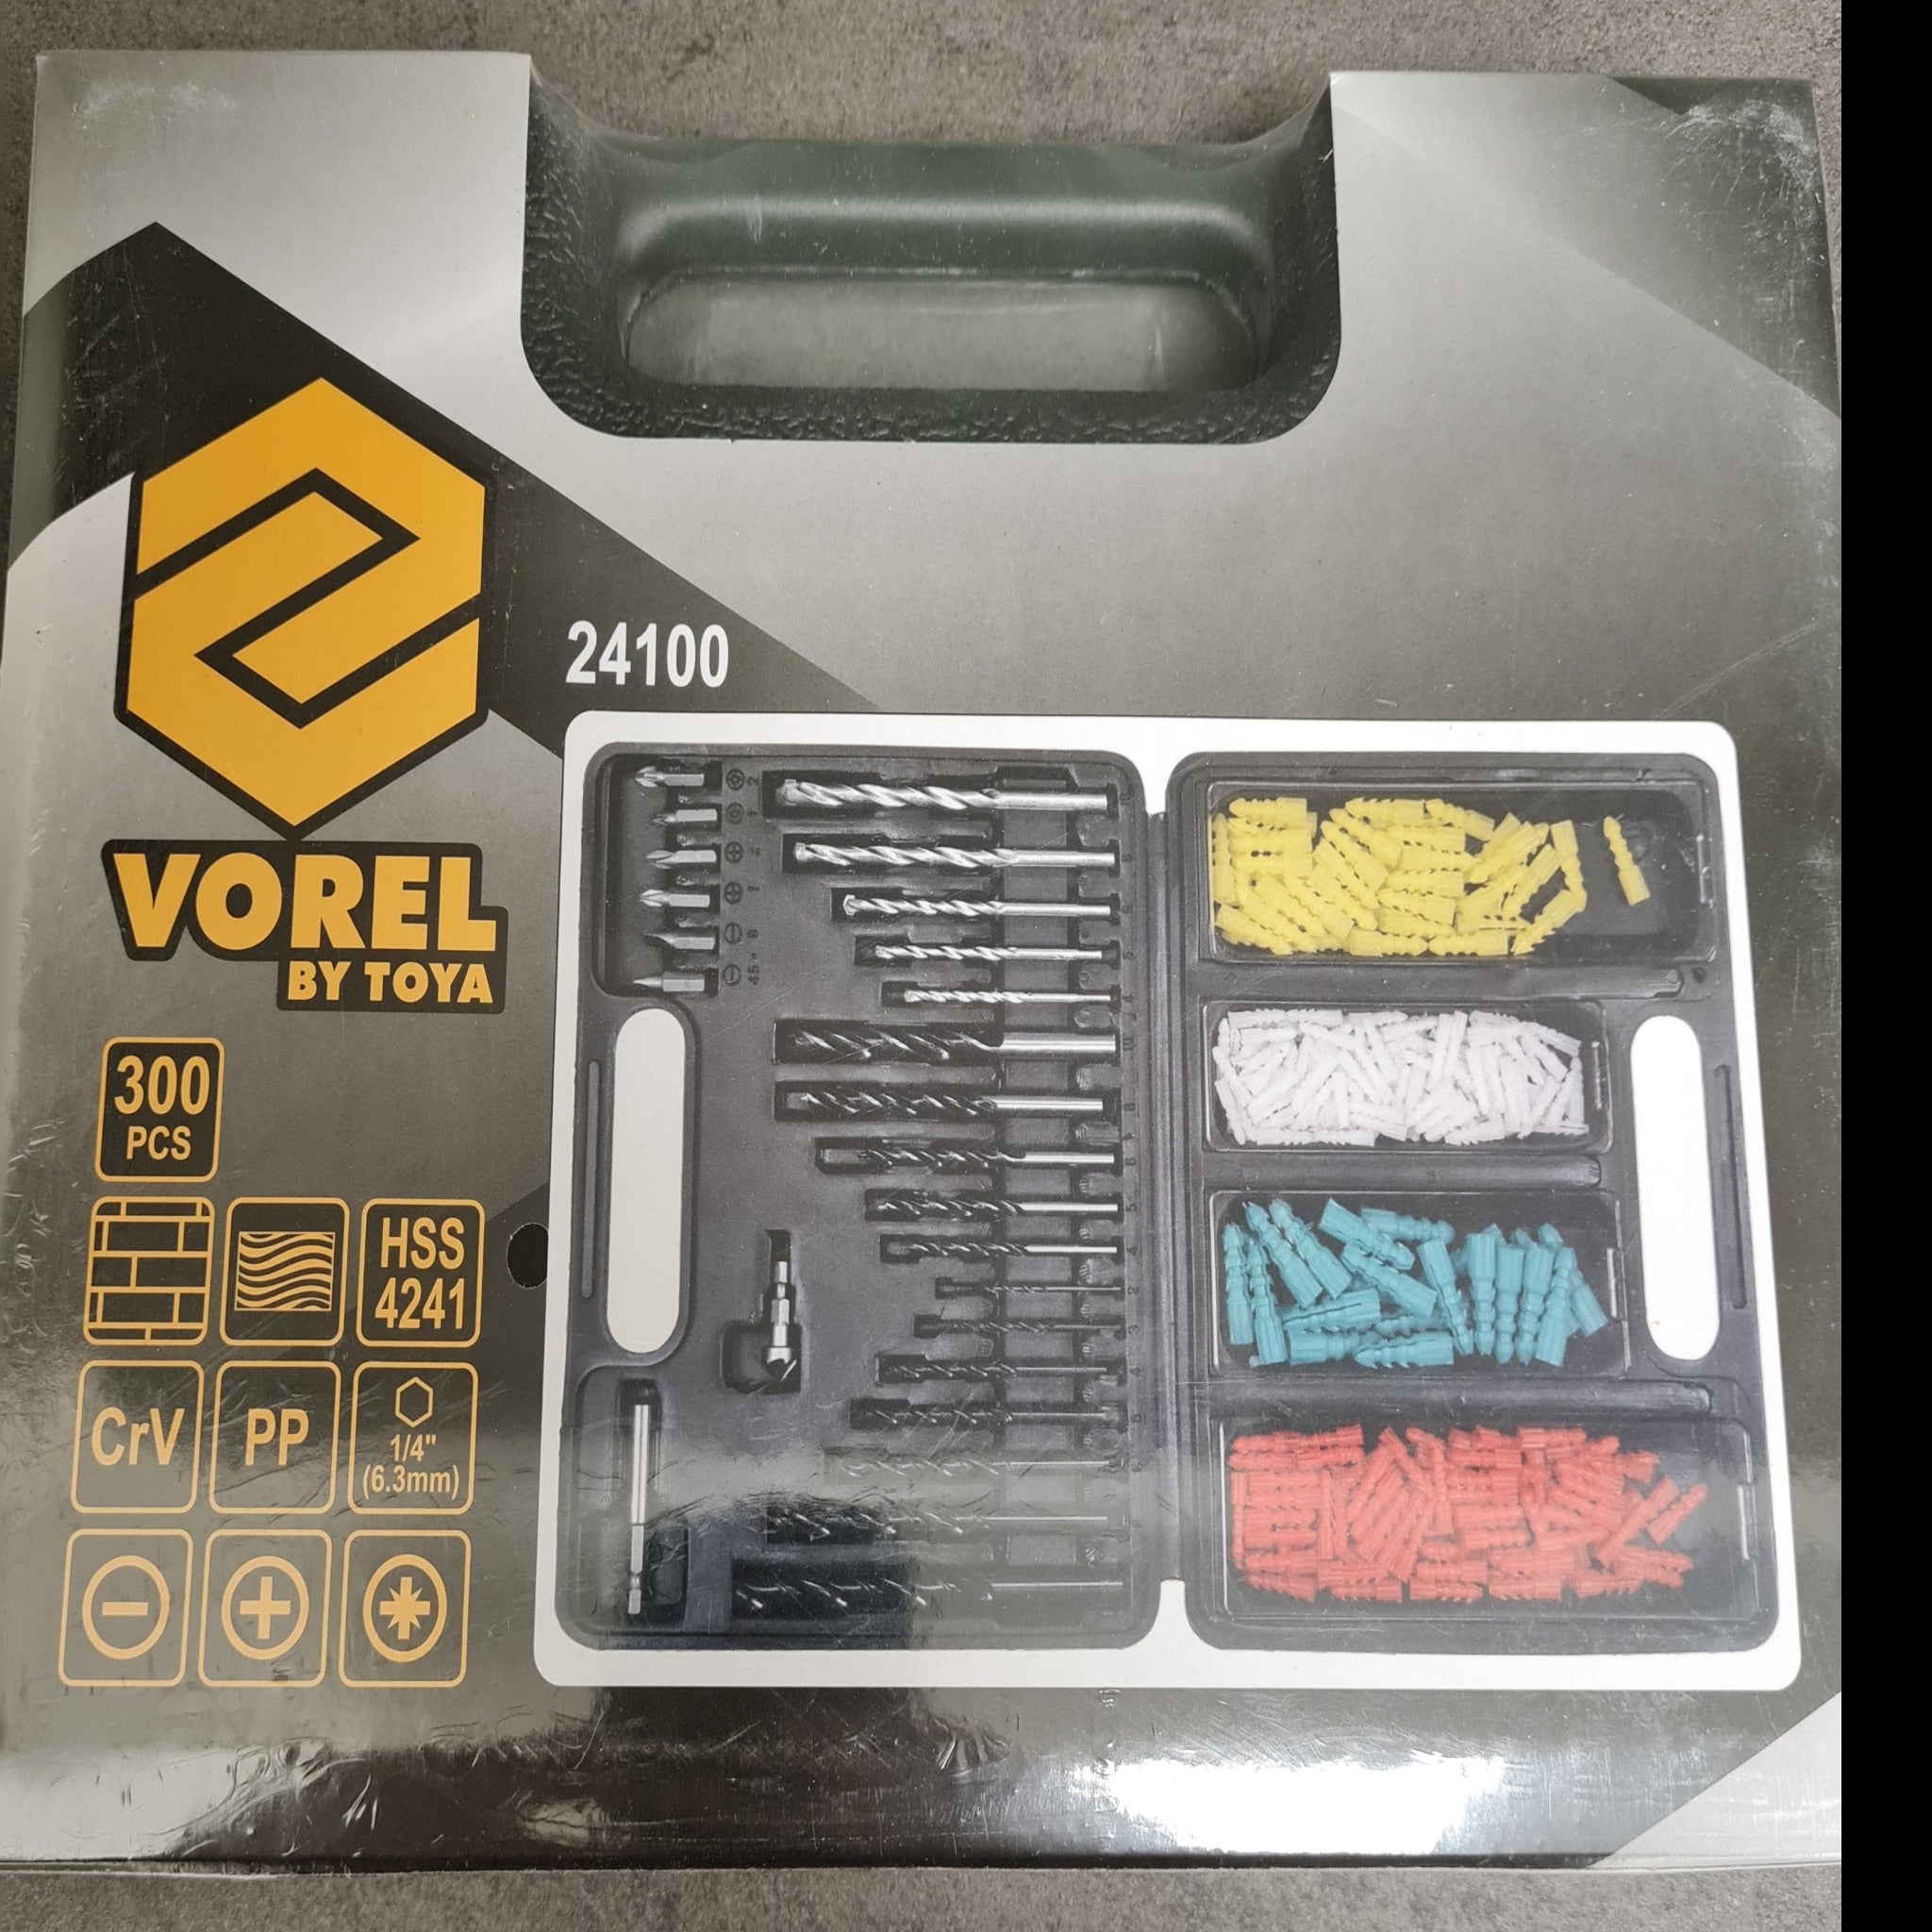 24100
VOREL
BY TOYA
300
PCS
HSS
4241
CrV
PP
1/4"
(6.3mm)